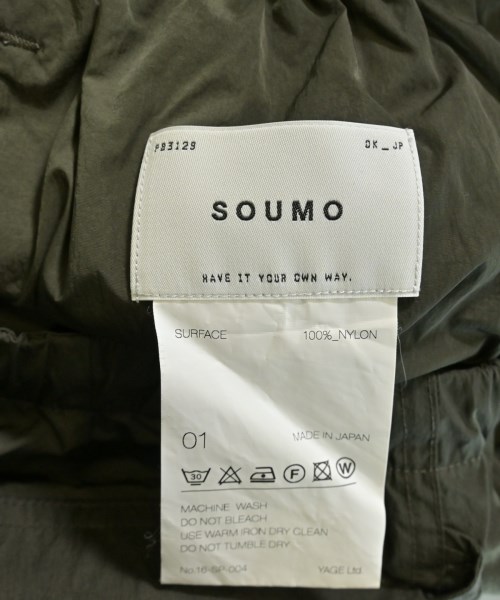 PB3129 OK_JP
SOUMO
HAVE IT YOUR OWN WAY.
SURFACE 100%_NYLON
01 MADE IN JAPAN
30 F W
MACHINE WASH
DO NOT BLEACH
USE WARM IRON DRY CLEAN
DO NOT TUMBLE DRY
No.16-SP-004 YAGE Ltd.